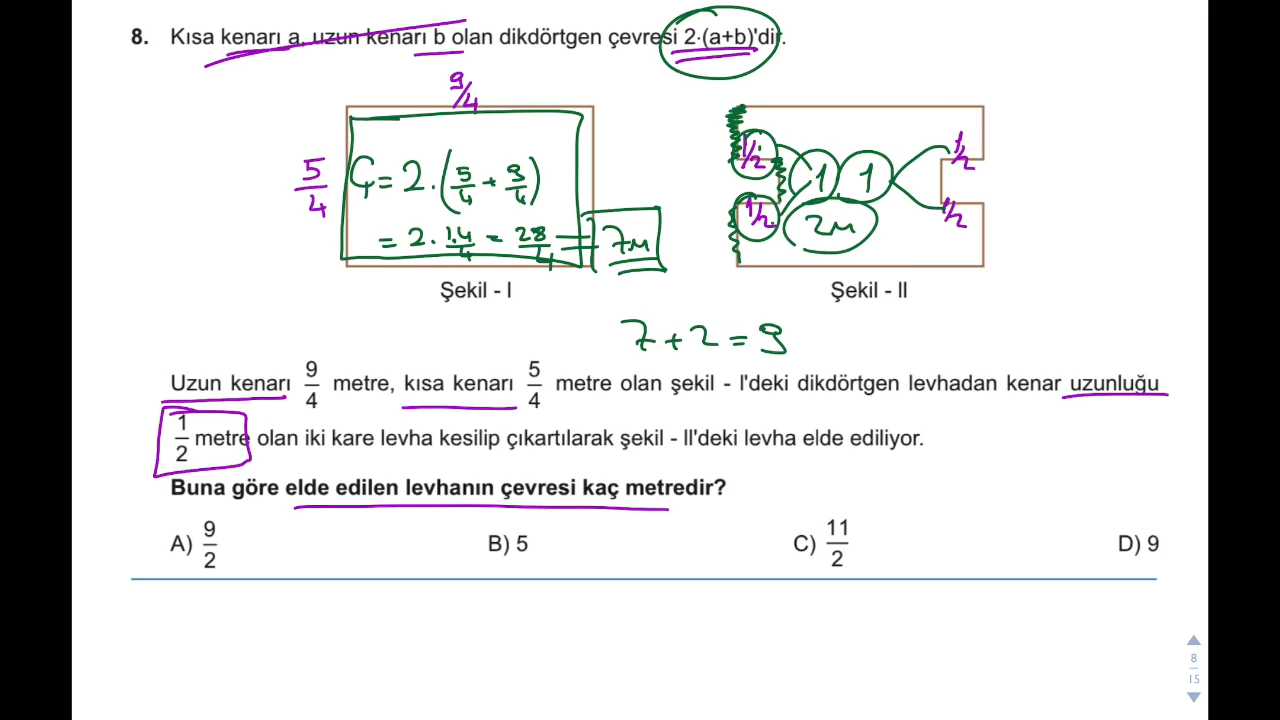 8. Kısa kenarı a, uzun kenarı b olan dikdörtgen çevresi 2·(a+b)'dir.
9/4
5/4
Ç = 2 · (5/4 + 9/4)
= 2 · 14/4 = 28/4 = 7m
1/2
1/2
1 1
2m
1/2
1/2
Şekil - I
Şekil - II
7 + 2 = 9
Uzun kenarı 9/4 metre, kısa kenarı 5/4 metre olan şekil - I'deki dikdörtgen levhadan kenar uzunluğu
1/2 metre olan iki kare levha kesilip çıkartılarak şekil - II'deki levha elde ediliyor.
Buna göre elde edilen levhanın çevresi kaç metredir?
A) 9/2 B) 5 C) 11/2 D) 9
8
15